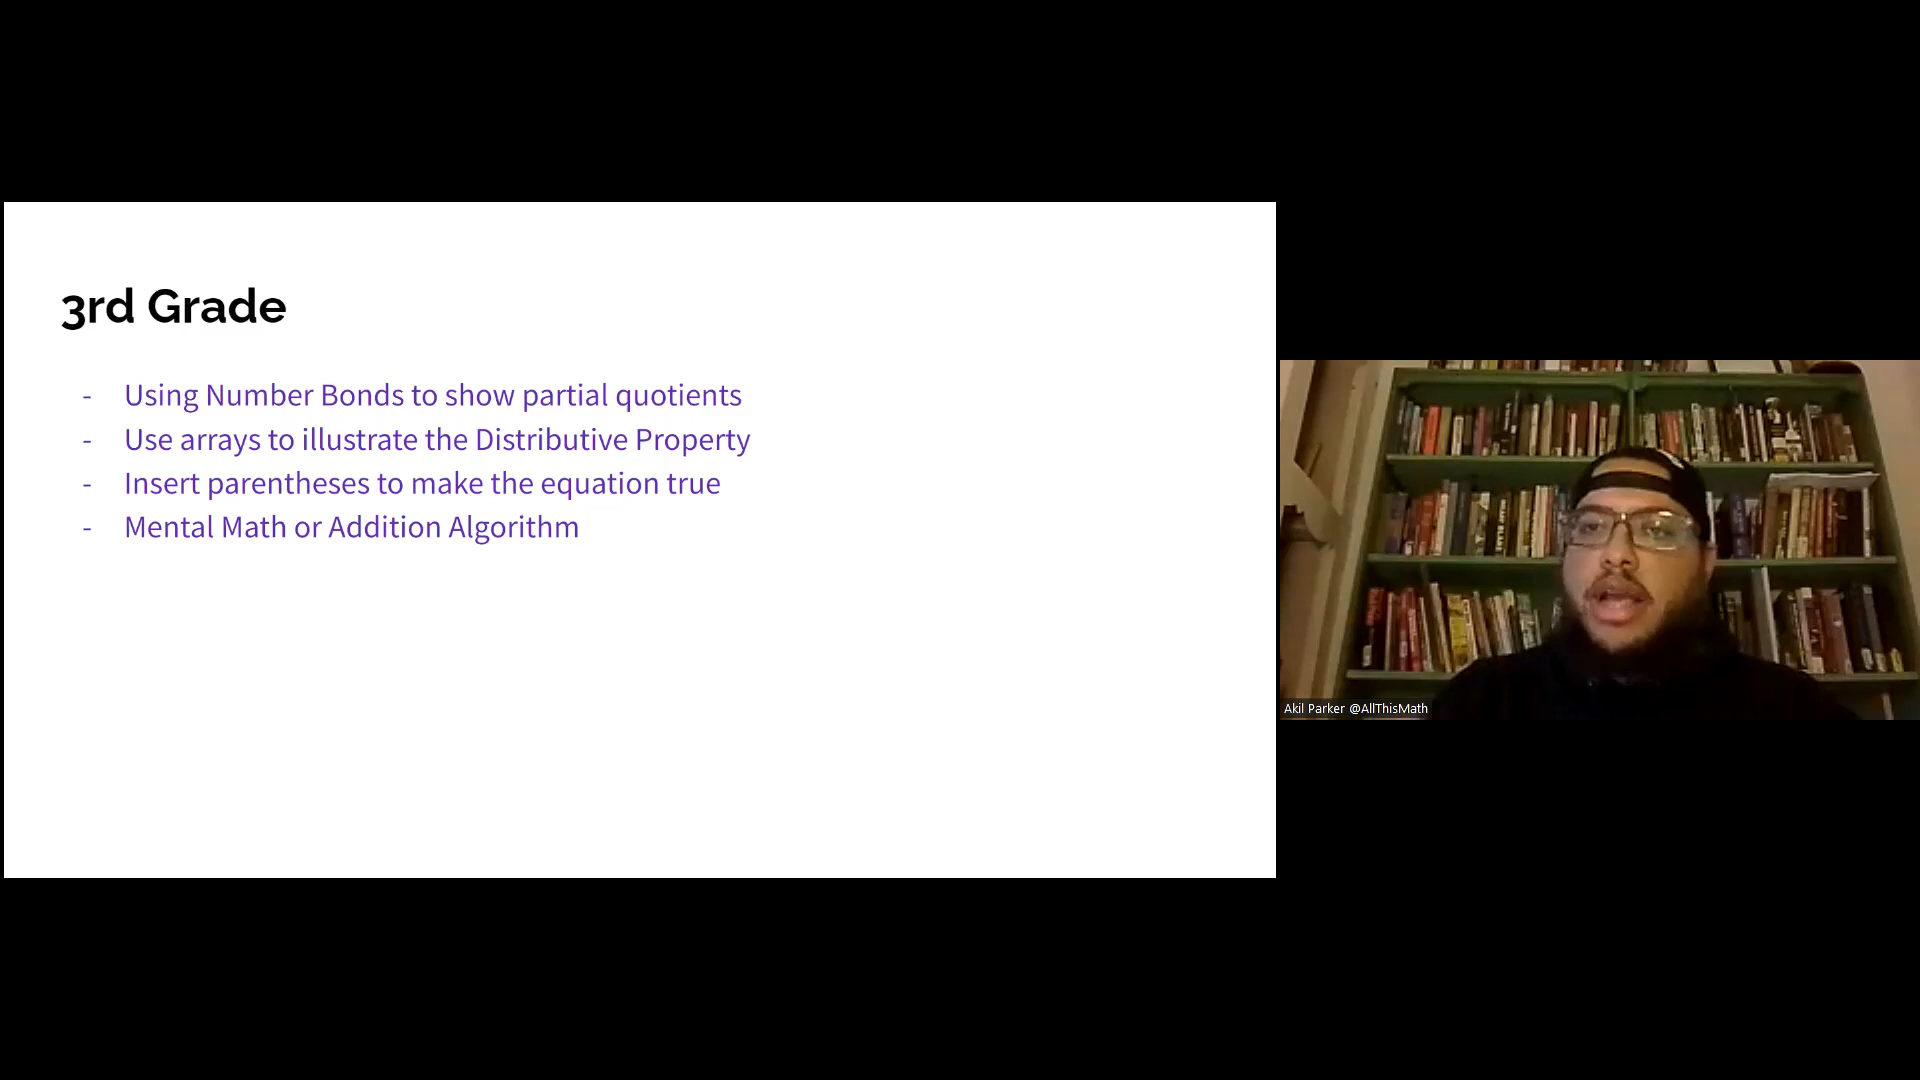 3rd Grade
- Using Number Bonds to show partial quotients
- Use arrays to illustrate the Distributive Property
- Insert parentheses to make the equation true
- Mental Math or Addition Algorithm
Akil Parker @AllThisMath